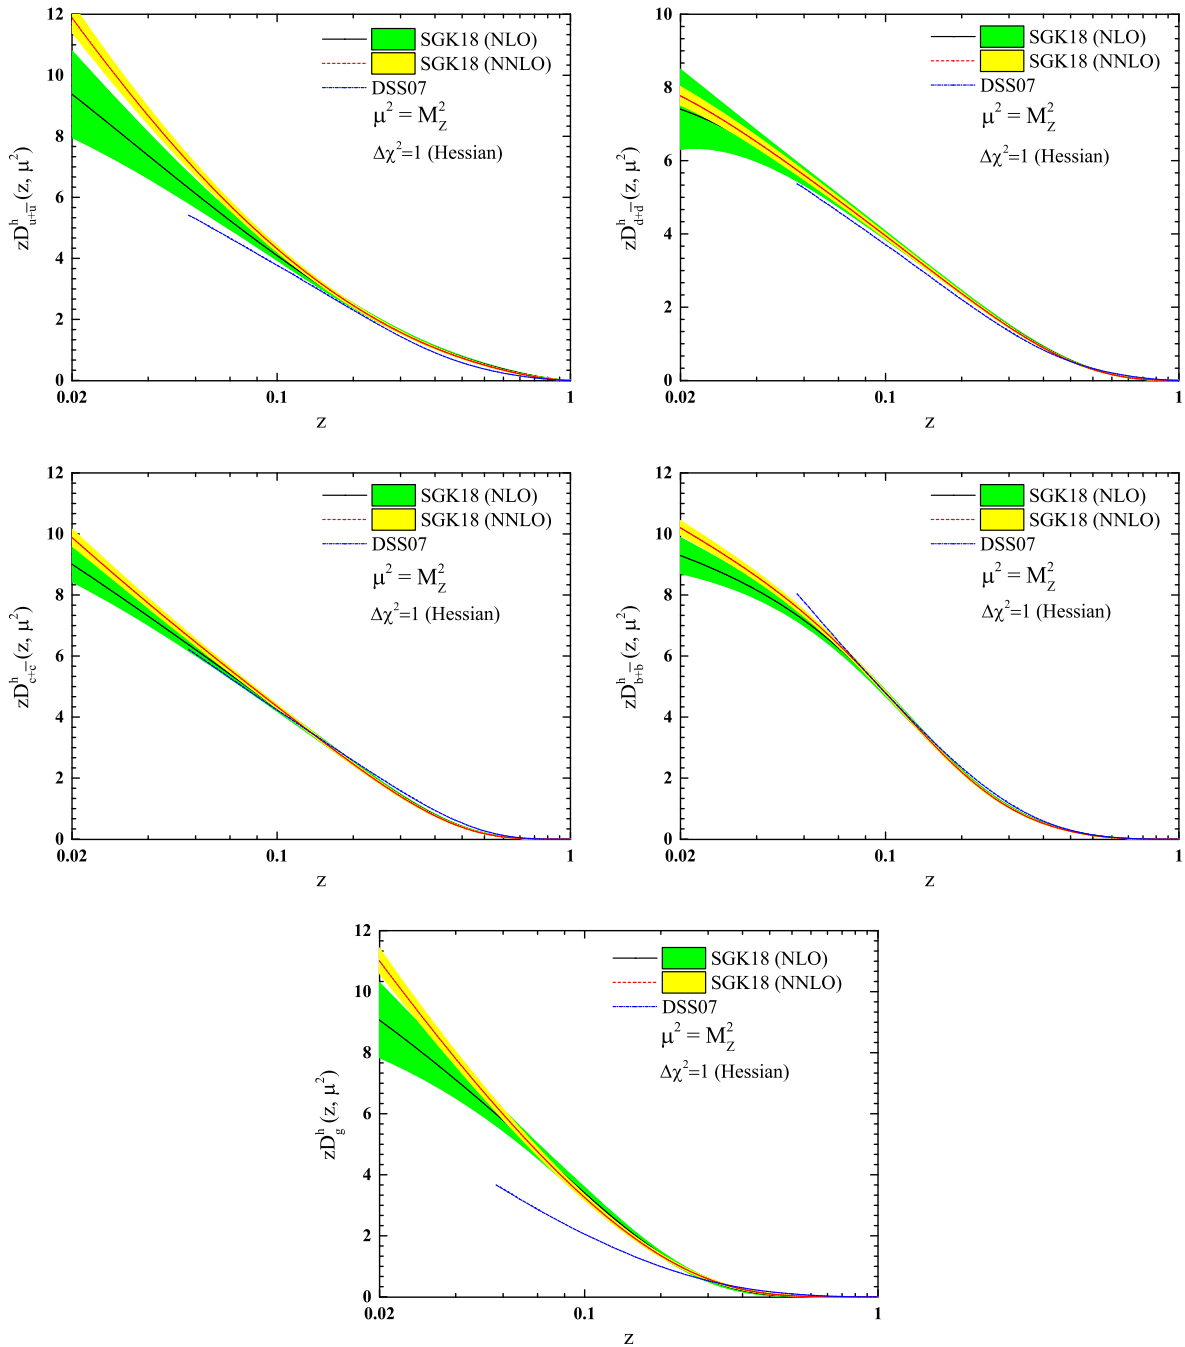 12
10
8
6
4
2
0
0.02
0.1
1
z
zD^h_{u+ū}(z, μ²)
SGK18 (NLO)
SGK18 (NNLO)
DSS07
μ² = M_Z²
Δχ²=1 (Hessian)
10
8
6
4
2
0
0.02
0.1
1
z
zD^h_{d+d̄}(z, μ²)
SGK18 (NLO)
SGK18 (NNLO)
DSS07
μ² = M_Z²
Δχ²=1 (Hessian)
12
10
8
6
4
2
0
0.02
0.1
1
z
zD^h_{c+c̄}(z, μ²)
SGK18 (NLO)
SGK18 (NNLO)
DSS07
μ² = M_Z²
Δχ²=1 (Hessian)
12
10
8
6
4
2
0
0.02
0.1
1
z
zD^h_{b+b̄}(z, μ²)
SGK18 (NLO)
SGK18 (NNLO)
DSS07
μ² = M_Z²
Δχ²=1 (Hessian)
12
10
8
6
4
2
0
0.02
0.1
1
z
zD^h_g(z, μ²)
SGK18 (NLO)
SGK18 (NNLO)
DSS07
μ² = M_Z²
Δχ²=1 (Hessian)